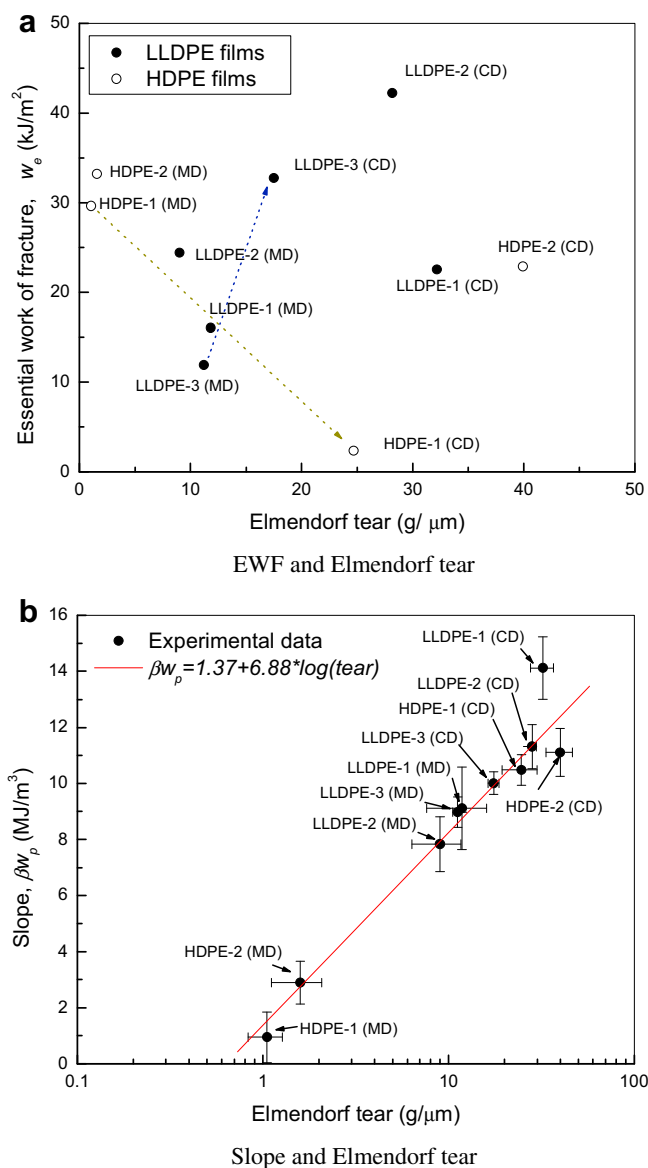 a
LLDPE films
HDPE films
LLDPE-2 (CD)
LLDPE-3 (CD)
HDPE-2 (MD)
HDPE-1 (MD)
LLDPE-2 (MD)
HDPE-2 (CD)
LLDPE-1 (CD)
LLDPE-1 (MD)
LLDPE-3 (MD)
HDPE-1 (CD)
50
40
30
20
10
0
Essential work of fracture, w_e (kJ/m²)
0 10 20 30 40 50
Elmendorf tear (g/ μm)
EWF and Elmendorf tear
b
Experimental data
βw_p=1.37+6.88*log(tear)
LLDPE-1 (CD)
LLDPE-2 (CD)
HDPE-1 (CD)
LLDPE-3 (CD)
LLDPE-1 (MD)
LLDPE-3 (MD)
HDPE-2 (CD)
LLDPE-2 (MD)
HDPE-2 (MD)
HDPE-1 (MD)
16
14
12
10
8
6
4
2
0
Slope, βw_p (MJ/m³)
0.1 1 10 100
Elmendorf tear (g/μm)
Slope and Elmendorf tear